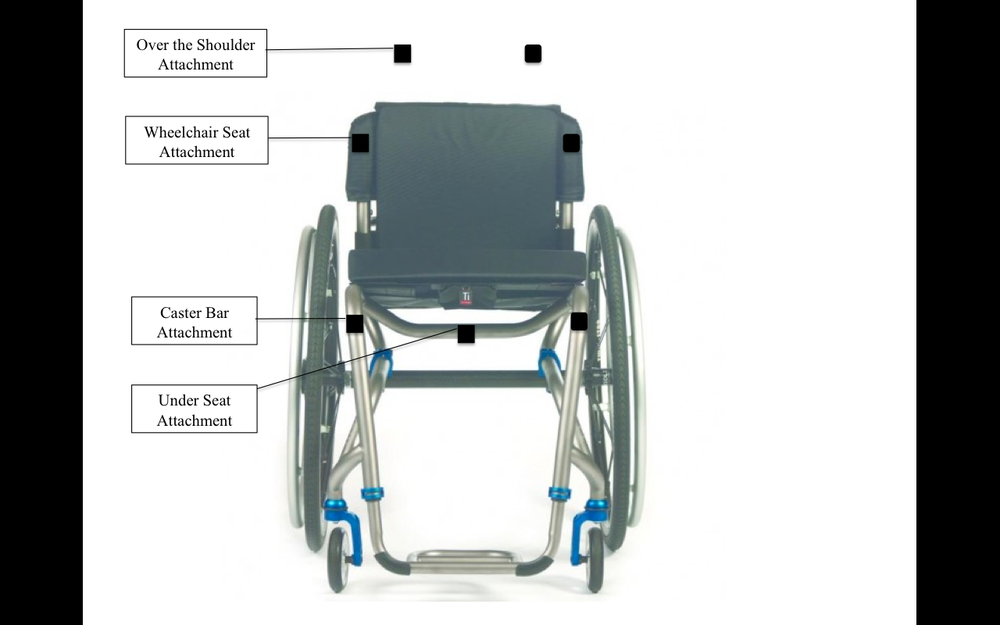 Over the Shoulder
Attachment
Wheelchair Seat
Attachment
Caster Bar
Attachment
Under Seat
Attachment
Ti